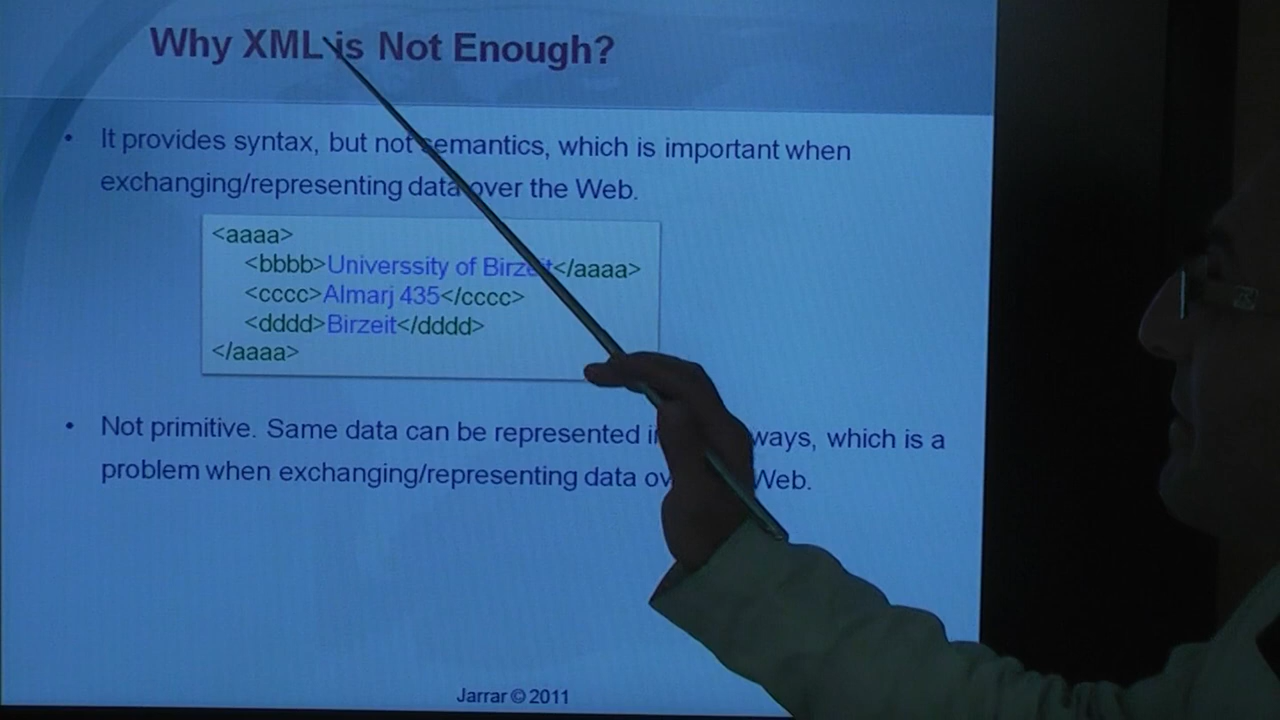 Why XML is Not Enough?
• It provides syntax, but not semantics, which is important when
exchanging/representing data over the Web.
<aaaa>
<bbbb>Universsity of Birzeit</aaaa>
<cccc>Almarj 435</cccc>
<dddd>Birzeit</dddd>
</aaaa>
• Not primitive. Same data can be represented ways, which is a
problem when exchanging/representing data Web.
Jarrar © 2011